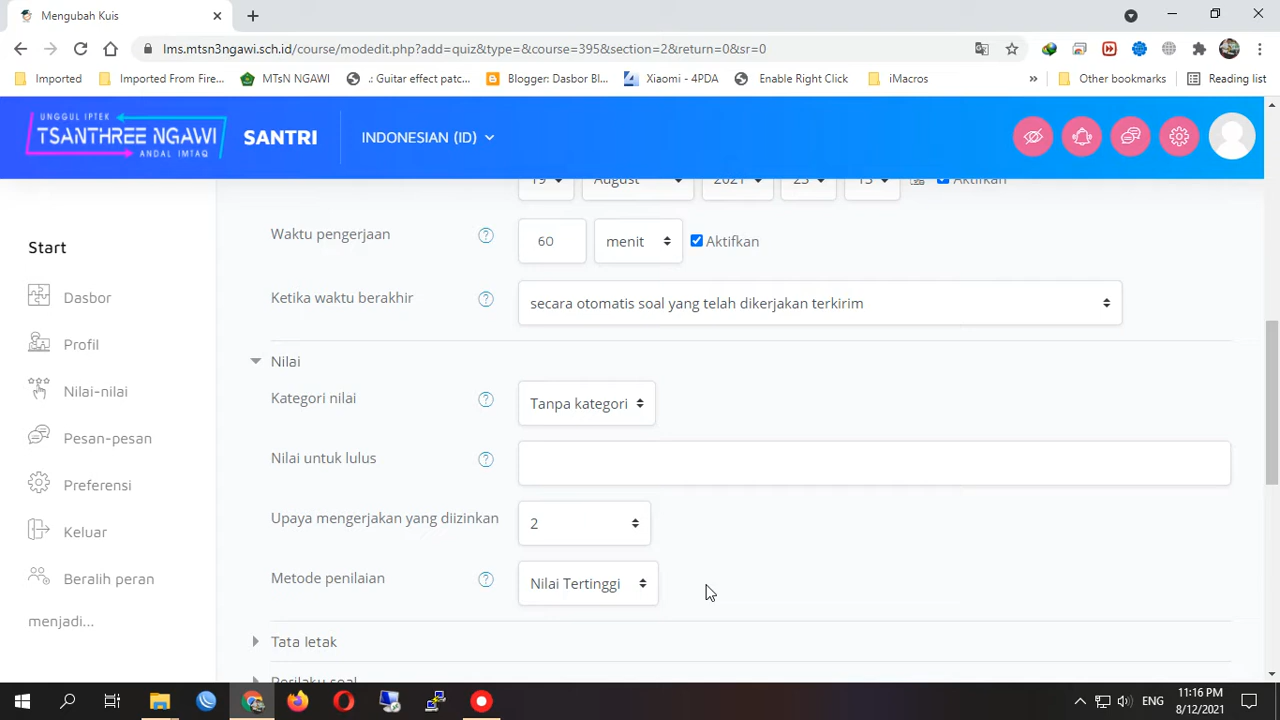 Mengubah Kuis
lms.mtsn3ngawi.sch.id/course/modedit.php?add=quiz&type=&course=395&section=2&return=0&sr=0
Imported
Imported From Fire...
MTsN NGAWI
.: Guitar effect patc...
Blogger: Dasbor Bl...
Xiaomi - 4PDA
Enable Right Click
iMacros
»
Other bookmarks
Reading list
UNGGUL IPTEK
TSANTHREE NGAWI
ANDAL IMTAQ
SANTRI
INDONESIAN (ID)
19 August 2021 23 13 Aktifkan
Start
Dasbor
Profil
Nilai-nilai
Pesan-pesan
Preferensi
Keluar
Beralih peran
menjadi...
Waktu pengerjaan
60 menit Aktifkan
Ketika waktu berakhir
secara otomatis soal yang telah dikerjakan terkirim
Nilai
Kategori nilai
Tanpa kategori
Nilai untuk lulus
Upaya mengerjakan yang diizinkan
2
Metode penilaian
Nilai Tertinggi
Tata letak
Perilaku soal
ENG
11:16 PM
8/12/2021